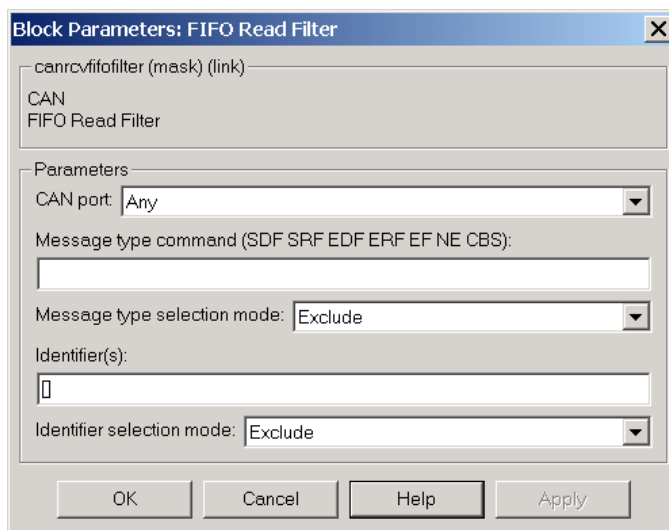 Block Parameters: FIFO Read Filter
canrcvfifofilter (mask) (link)
CAN
FIFO Read Filter
Parameters
CAN port: Any
Message type command (SDF SRF EDF ERF EF NE CBS):
Message type selection mode: Exclude
Identifier(s):
[]
Identifier selection mode: Exclude
OK Cancel Help Apply